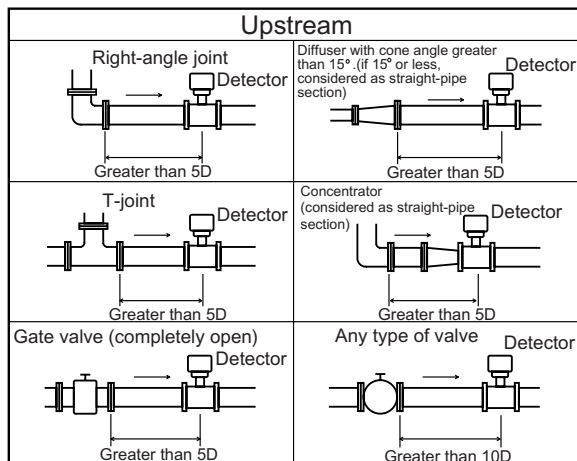 Upstream
Right-angle joint
Detector
Greater than 5D
Diffuser with cone angle greater
than 15°.(if 15° or less,
considered as straight-pipe
section)
Detector
Greater than 5D
T-joint
Detector
Greater than 5D
Concentrator
(considered as straight-pipe
section)
Detector
Greater than 5D
Gate valve (completely open)
Detector
Greater than 5D
Any type of valve
Detector
Greater than 10D